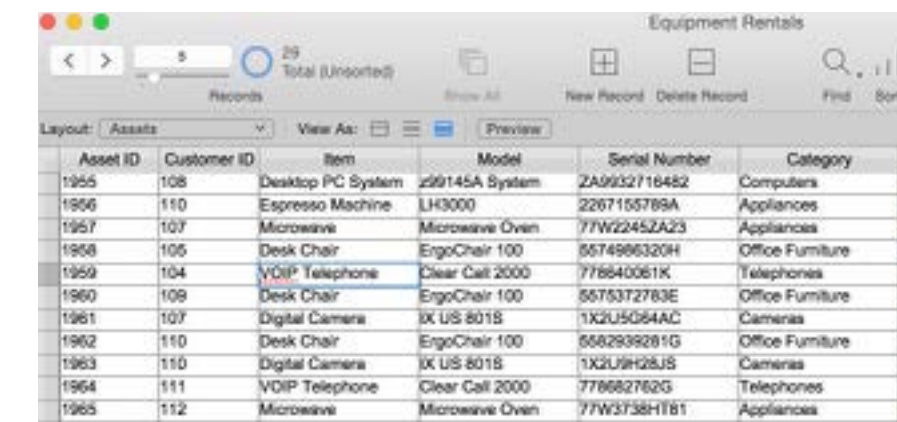 Equipment Rentals
5
29
Total (Unsorted)
Show All
New Record Delete Record
Find
Records
Layout: Assets View As: Preview
Asset ID Customer ID Item Model Serial Number Category
1955 108 Desktop PC System z99145A System ZA9932716482 Computers
1956 110 Espresso Machine LH3000 2267155789A Appliances
1957 107 Microwave Microwave Oven 77W2245ZA23 Appliances
1958 105 Desk Chair ErgoChair 100 5574986320H Office Furniture
1959 104 VOIP Telephone Clear Call 2000 778640061K Telephones
1960 109 Desk Chair ErgoChair 100 5575372783E Office Furniture
1961 107 Digital Camera IX US 801S 1X2U5G64AC Cameras
1962 110 Desk Chair ErgoChair 100 5582939281G Office Furniture
1963 110 Digital Camera IX US 801S 1X2U9H28JS Cameras
1964 111 VOIP Telephone Clear Call 2000 778682762G Telephones
1965 112 Microwave Microwave Oven 77W3738HT81 Appliances